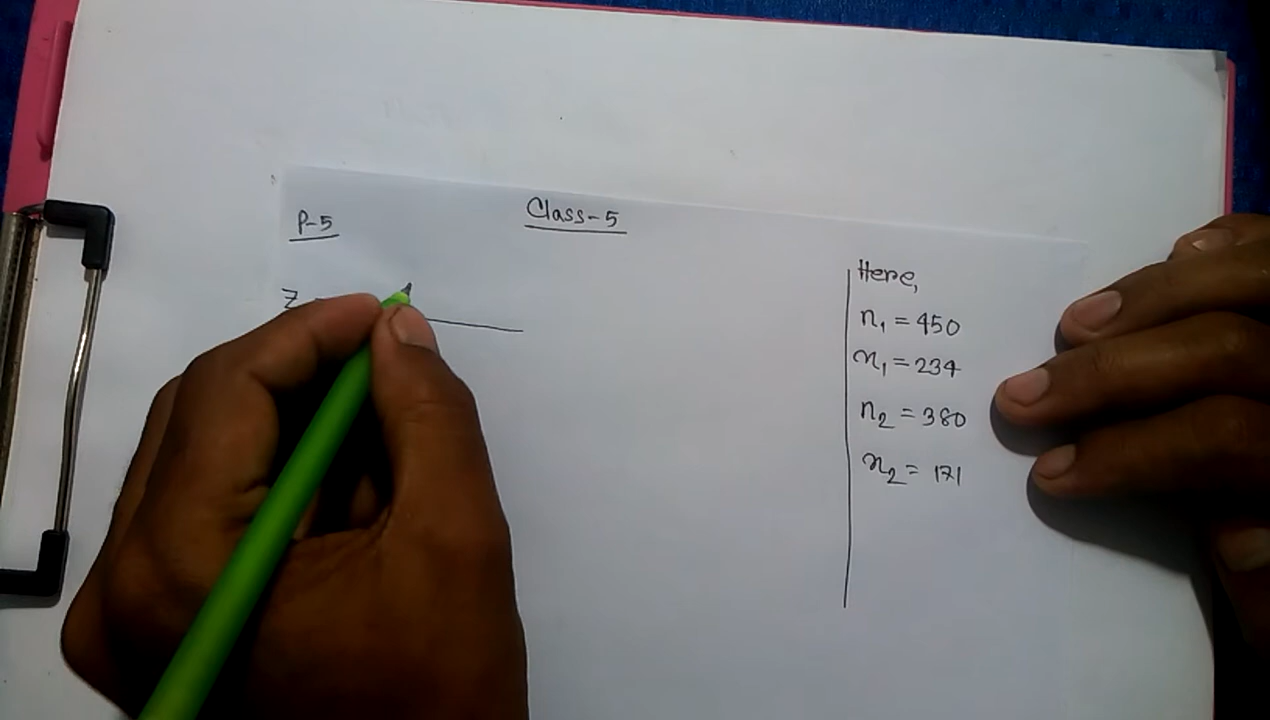 Class-5
P-5
Z =
Here,
n₁ = 450
x₁ = 234
n₂ = 380
x₂ = 171